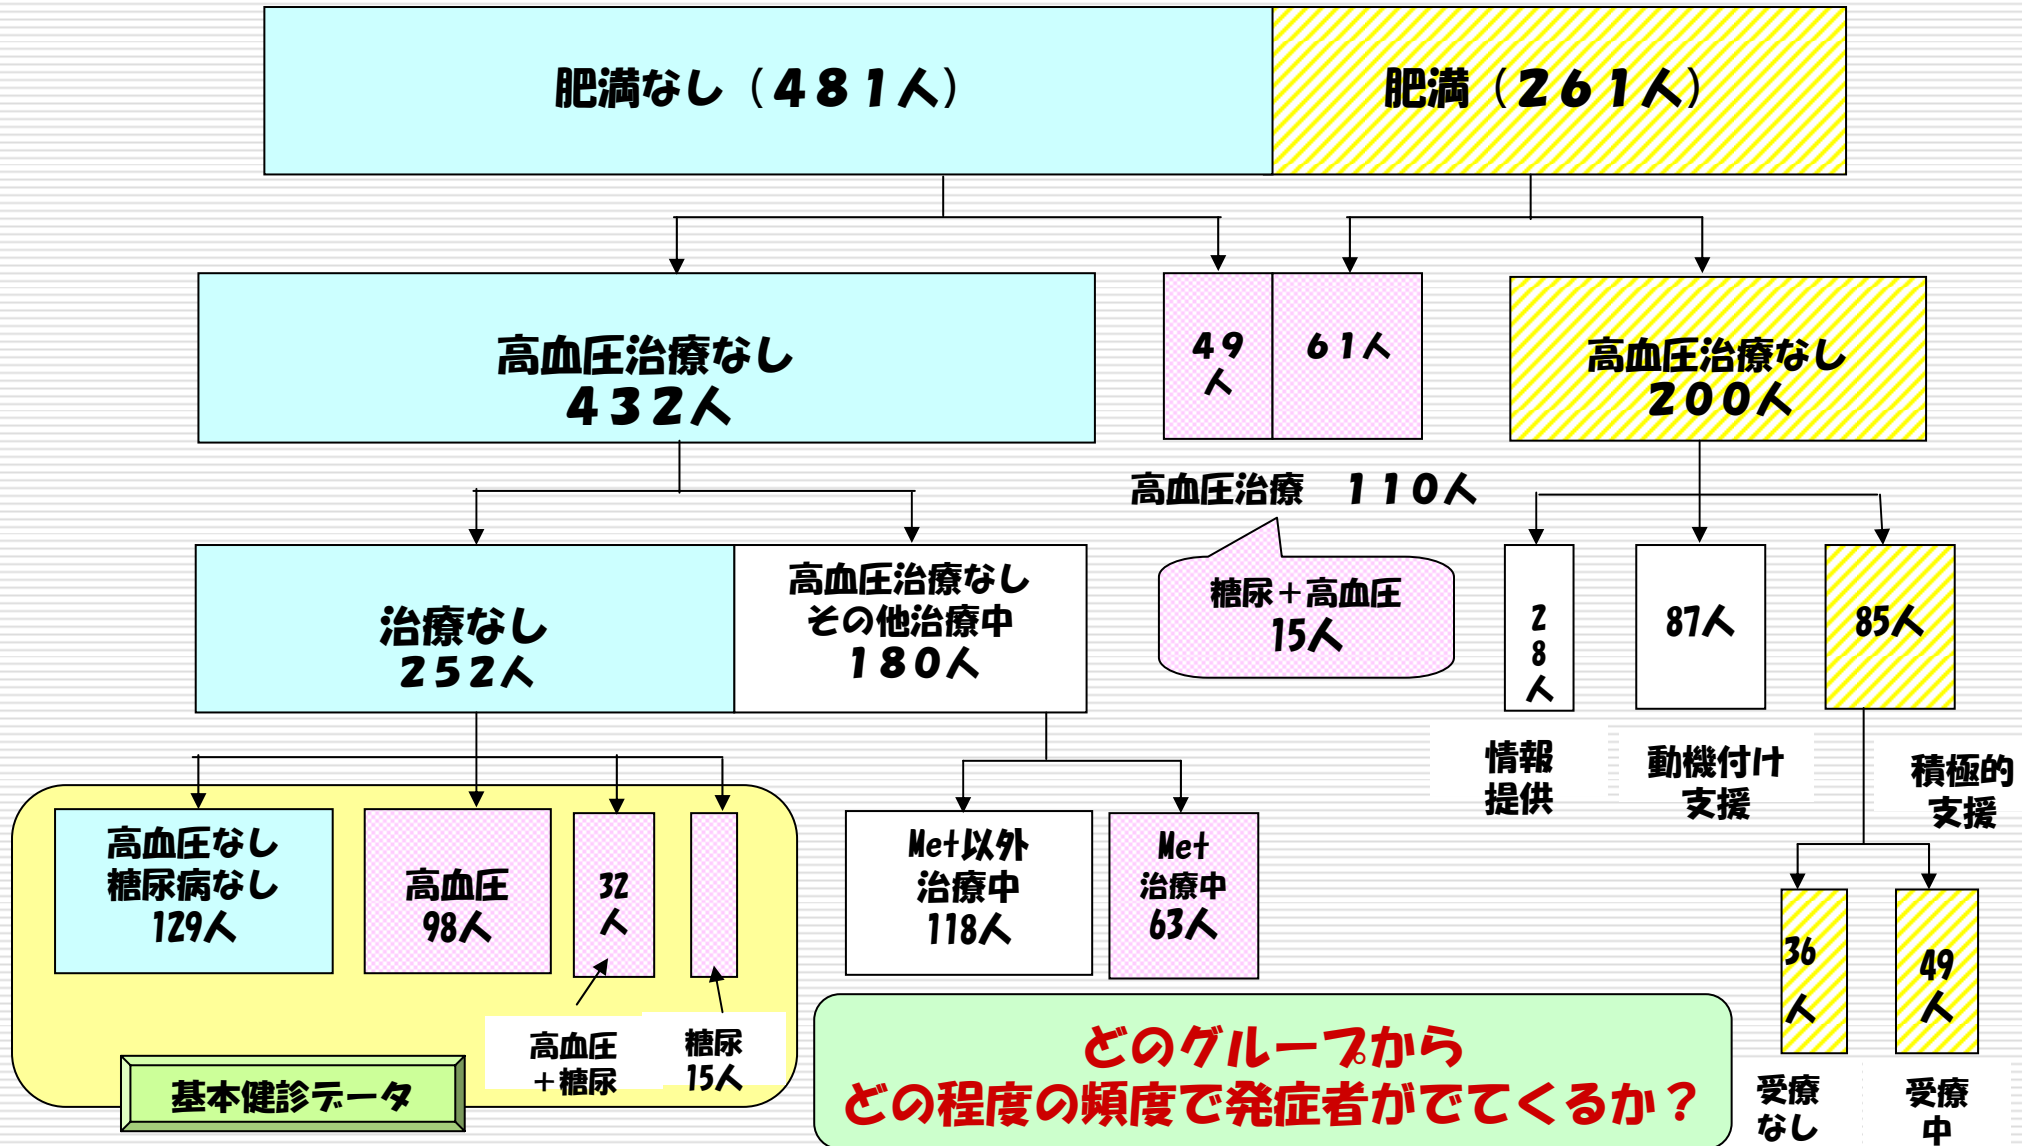 肥満なし（４８１人）
肥満（２６１人）
高血圧治療なし
４３２人
４９
人
６１人
高血圧治療なし
２００人
高血圧治療　１１０人
治療なし
２５２人
高血圧治療なし
その他治療中
１８０人
糖尿＋高血圧
15人
2
8
人
87人
85人
情報
提供
動機付け
支援
積極的
支援
高血圧なし
糖尿病なし
129人
高血圧
98人
32
人
Met以外
治療中
118人
Met
治療中
63人
36
人
49
人
高血圧
＋糖尿
糖尿
15人
基本健診データ
どのグループから
どの程度の頻度で発症者がでてくるか？
受療
なし
受療
中